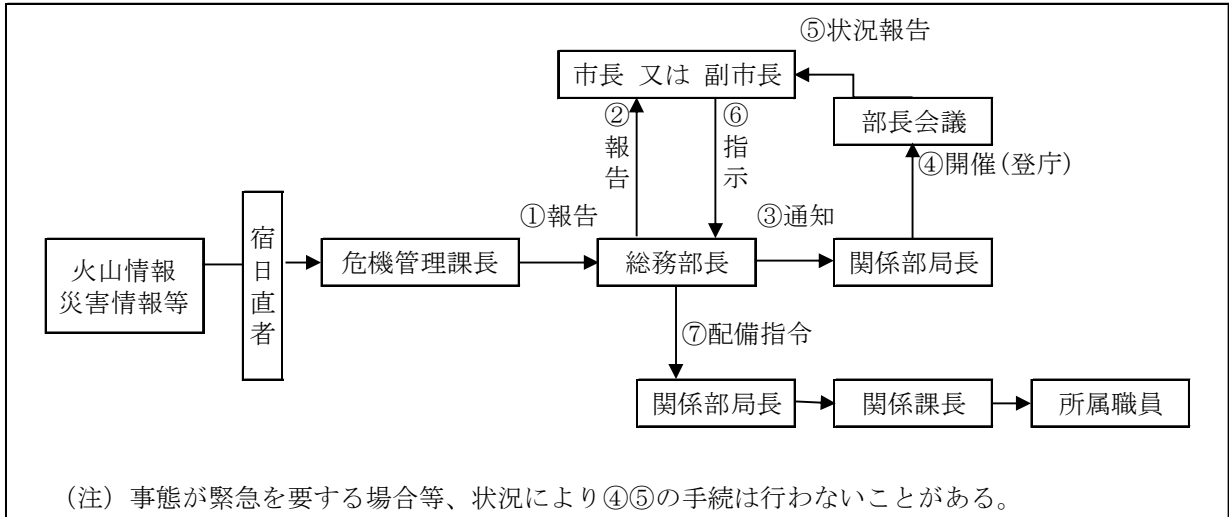 ⑤状況報告
市長 又は 副市長
②報告
⑥指示
部長会議
④開催(登庁)
①報告
③通知
火山情報
災害情報等
宿日直者
危機管理課長
総務部長
関係部局長
⑦配備指令
関係部局長
関係課長
所属職員
(注) 事態が緊急を要する場合等、状況により④⑤の手続は行わないことがある。